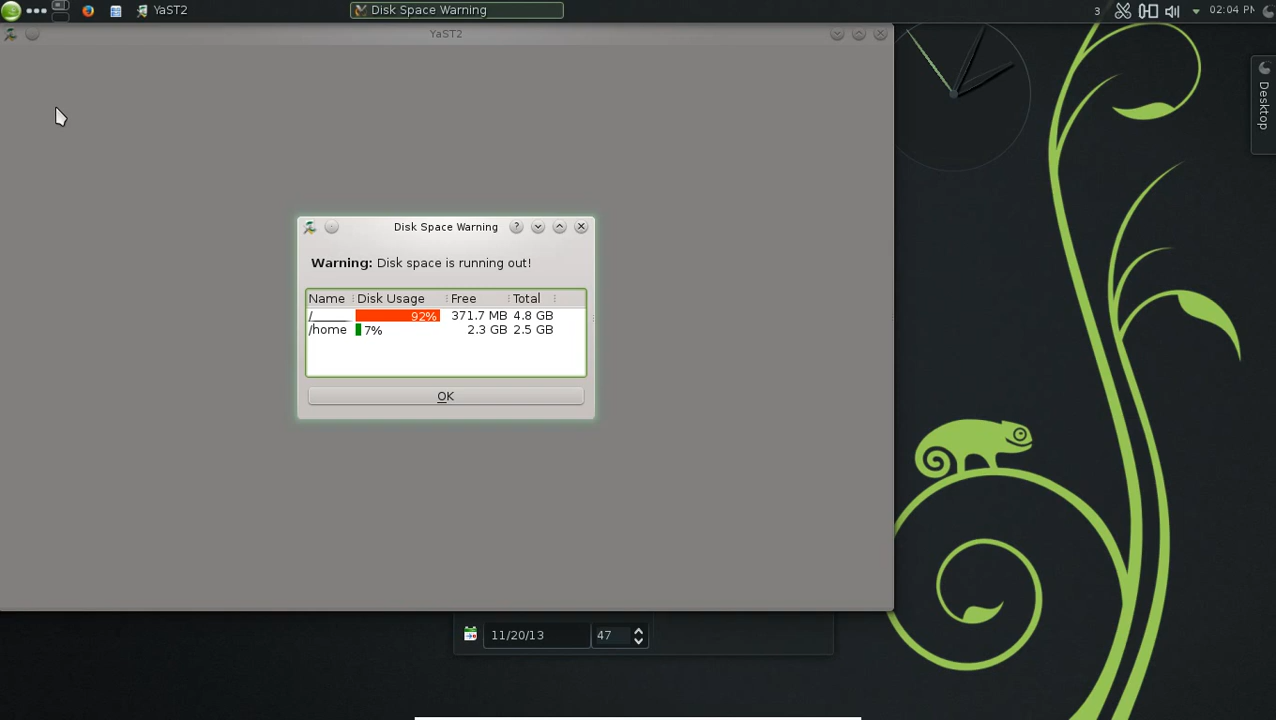 YaST2
Disk Space Warning
3
02:04 PM
YaST2
Desktop
Disk Space Warning
?
Warning: Disk space is running out!
Name Disk Usage Free Total
/ 92% 371.7 MB 4.8 GB
/home 7% 2.3 GB 2.5 GB
OK
11/20/13 47